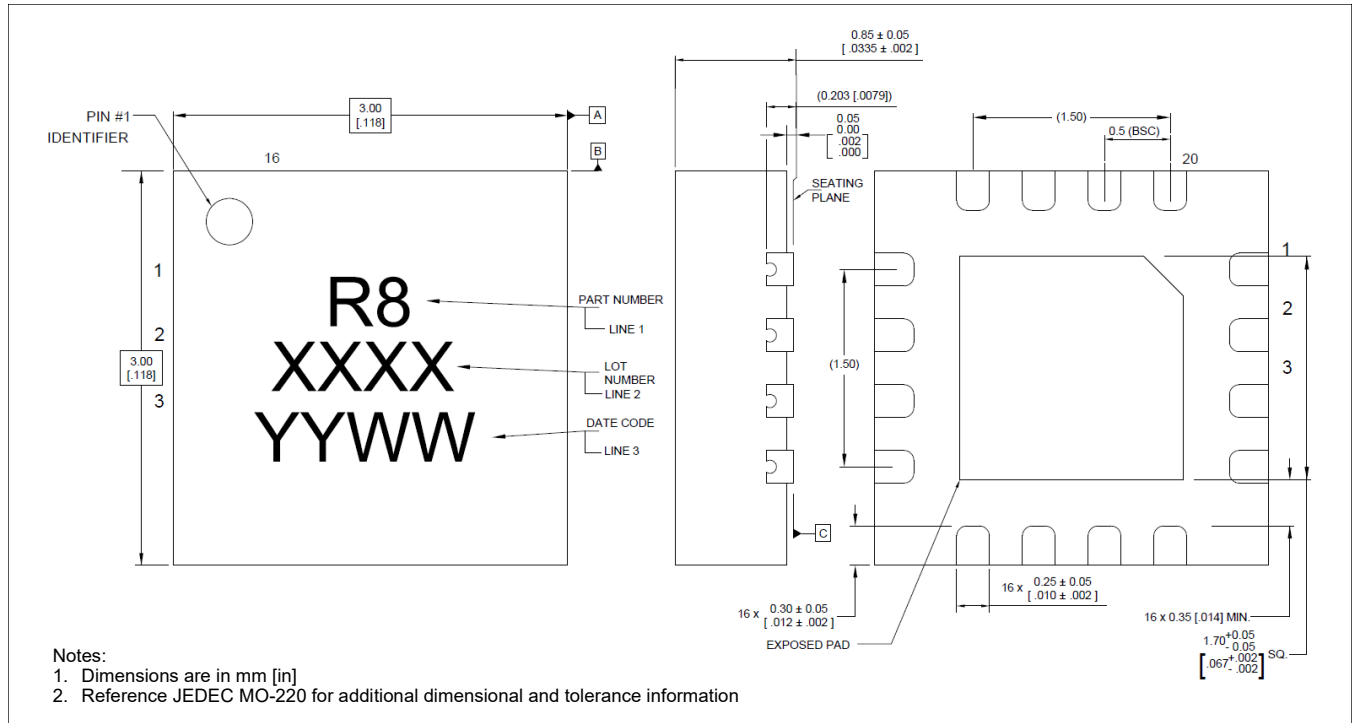 PIN #1
IDENTIFIER
3.00
[.118]
A
B
16
1
2
3
3.00
[.118]
R8
XXXX
YYWW
PART NUMBER
LINE 1
LOT
NUMBER
LINE 2
DATE CODE
LINE 3
0.85 ± 0.05
[ .0335 ± .002 ]
(0.203 [.0079])
0.05
0.00
.002
.000
SEATING
PLANE
C
(1.50)
0.5 (BSC)
20
1
2
3
(1.50)
16 x 0.30 ± 0.05
[ .012 ± .002 ]
16 x 0.25 ± 0.05
[ .010 ± .002 ]
EXPOSED PAD
16 x 0.35 [.014] MIN.
1.70 +0.05
- 0.05
[.067 +.002
- .002] SQ.
Notes:
1. Dimensions are in mm [in]
2. Reference JEDEC MO-220 for additional dimensional and tolerance information